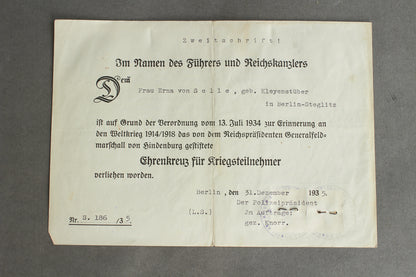 Zweitschrift!
Im Namen des Führers und Reichskanzlers
Dem
Frau Erna von Selle, geb. Kleyenstüber
in Berlin-Steglitz
ist auf Grund der Verordnung vom 13. Juli 1934 zur Erinnerung an
den Weltkrieg 1914/1918 das von dem Reichspräsidenten Generalfeld-
marschall von Hindenburg gestiftete
Ehrenkreuz für Kriegsteilnehmer
verliehen worden.
Berlin, den 31. Dezember 1935.
Der Polizeipräsident
(L.S.) Jm Auftrage:
Nr. S. 186 /35 gez. Knorr.